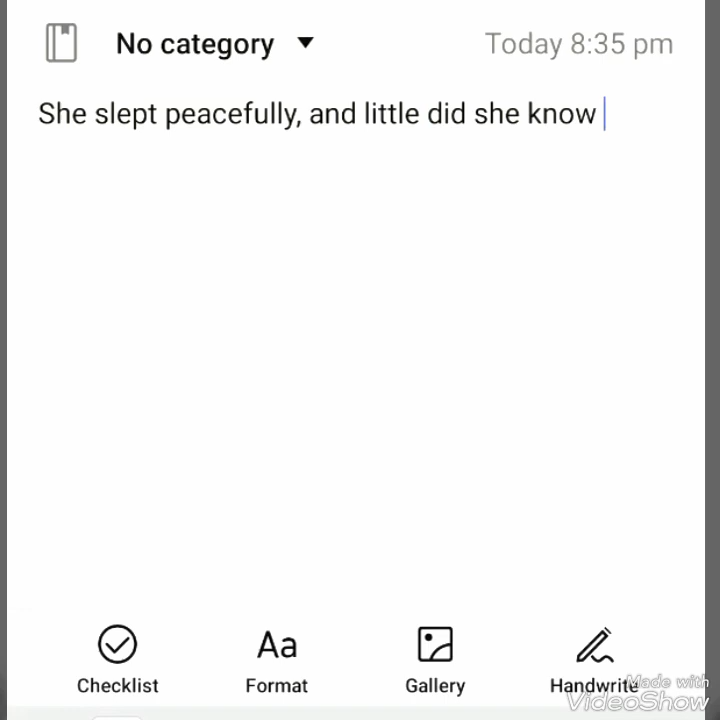 No category Today 8:35 pm
She slept peacefully, and little did she know
Checklist Format Gallery Handwrite
Made with
VideoShow